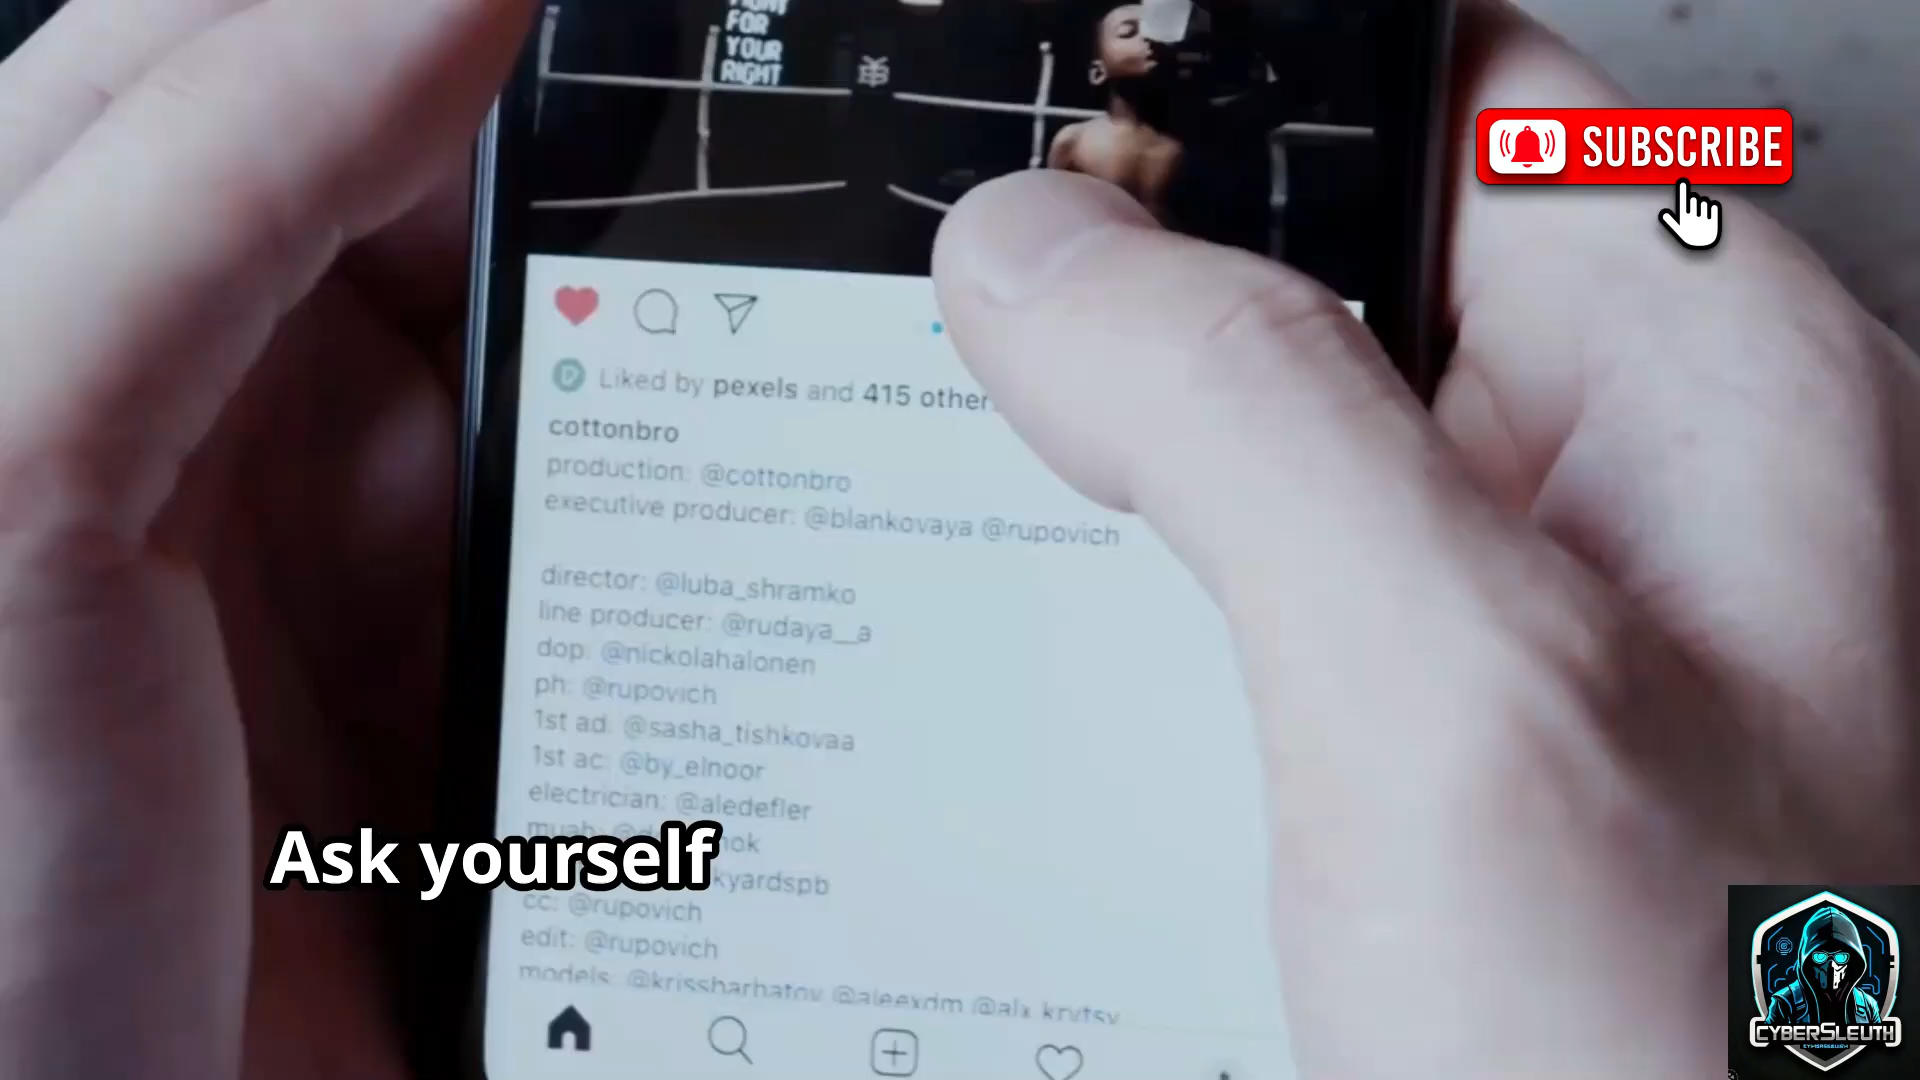 FOR
YOUR
RIGHT
SUBSCRIBE
Liked by pexels and 415 other
cottonbro
production: @cottonbro
executive producer: @blankovaya @rupovich
director: @luba_shramko
line producer: @rudaya__a
dop: @nickolahalonen
ph: @rupovich
1st ad: @sasha_tishkovaa
1st ac: @by_elnoor
electrician: @aledefler
Ask yourself
cc: @rupovich
edit: @rupovich
models: @aleexdm
CYBERSLEUTH